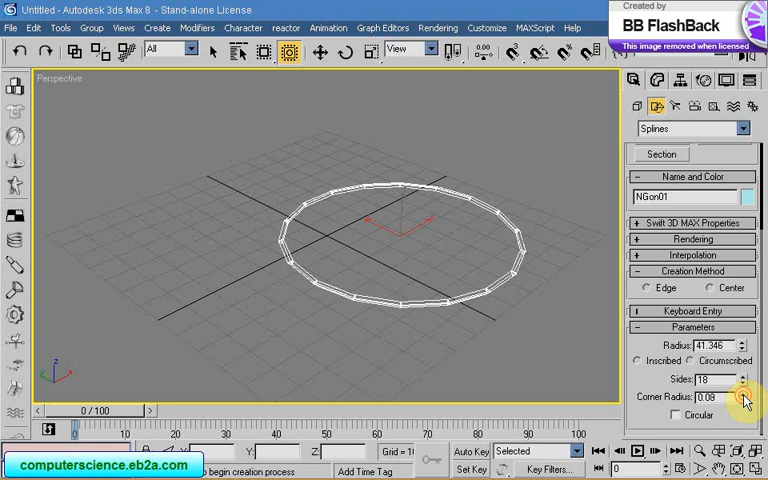 Untitled - Autodesk 3ds Max 8 - Stand-alone License
Created by
BB FlashBack
This image removed when licensed
File Edit Tools Group Views Create Modifiers Character reactor Animation Graph Editors Rendering Customize MAXScript Help
All
View
Perspective
Splines
Section
Name and Color
NGon01
Swift 3D MAX Properties
Rendering
Interpolation
Creation Method
Edge Center
Keyboard Entry
Parameters
Radius: 41.346
Inscribed Circumscribed
Sides: 18
Corner Radius: 0.08
Circular
z
x
0 / 100
0 10 20 30 40 50 60 70 80 90 100
X: Y: Z: Grid = 1
Auto Key Selected
computerscience.eb2a.com
to begin creation process
Add Time Tag
Set Key
Key Filters...
0